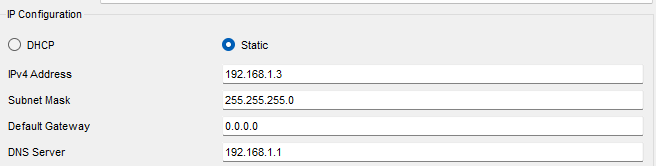 IP Configuration
DHCP Static
IPv4 Address 192.168.1.3
Subnet Mask 255.255.255.0
Default Gateway 0.0.0.0
DNS Server 192.168.1.1